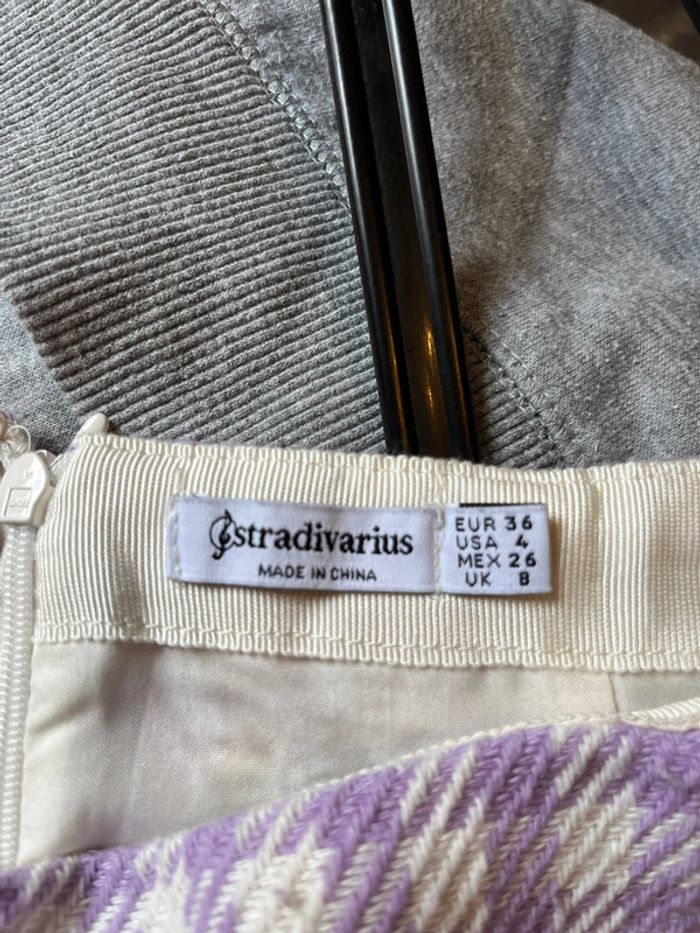 stradivarius
MADE IN CHINA
EUR 36
USA 4
MEX 26
UK 8